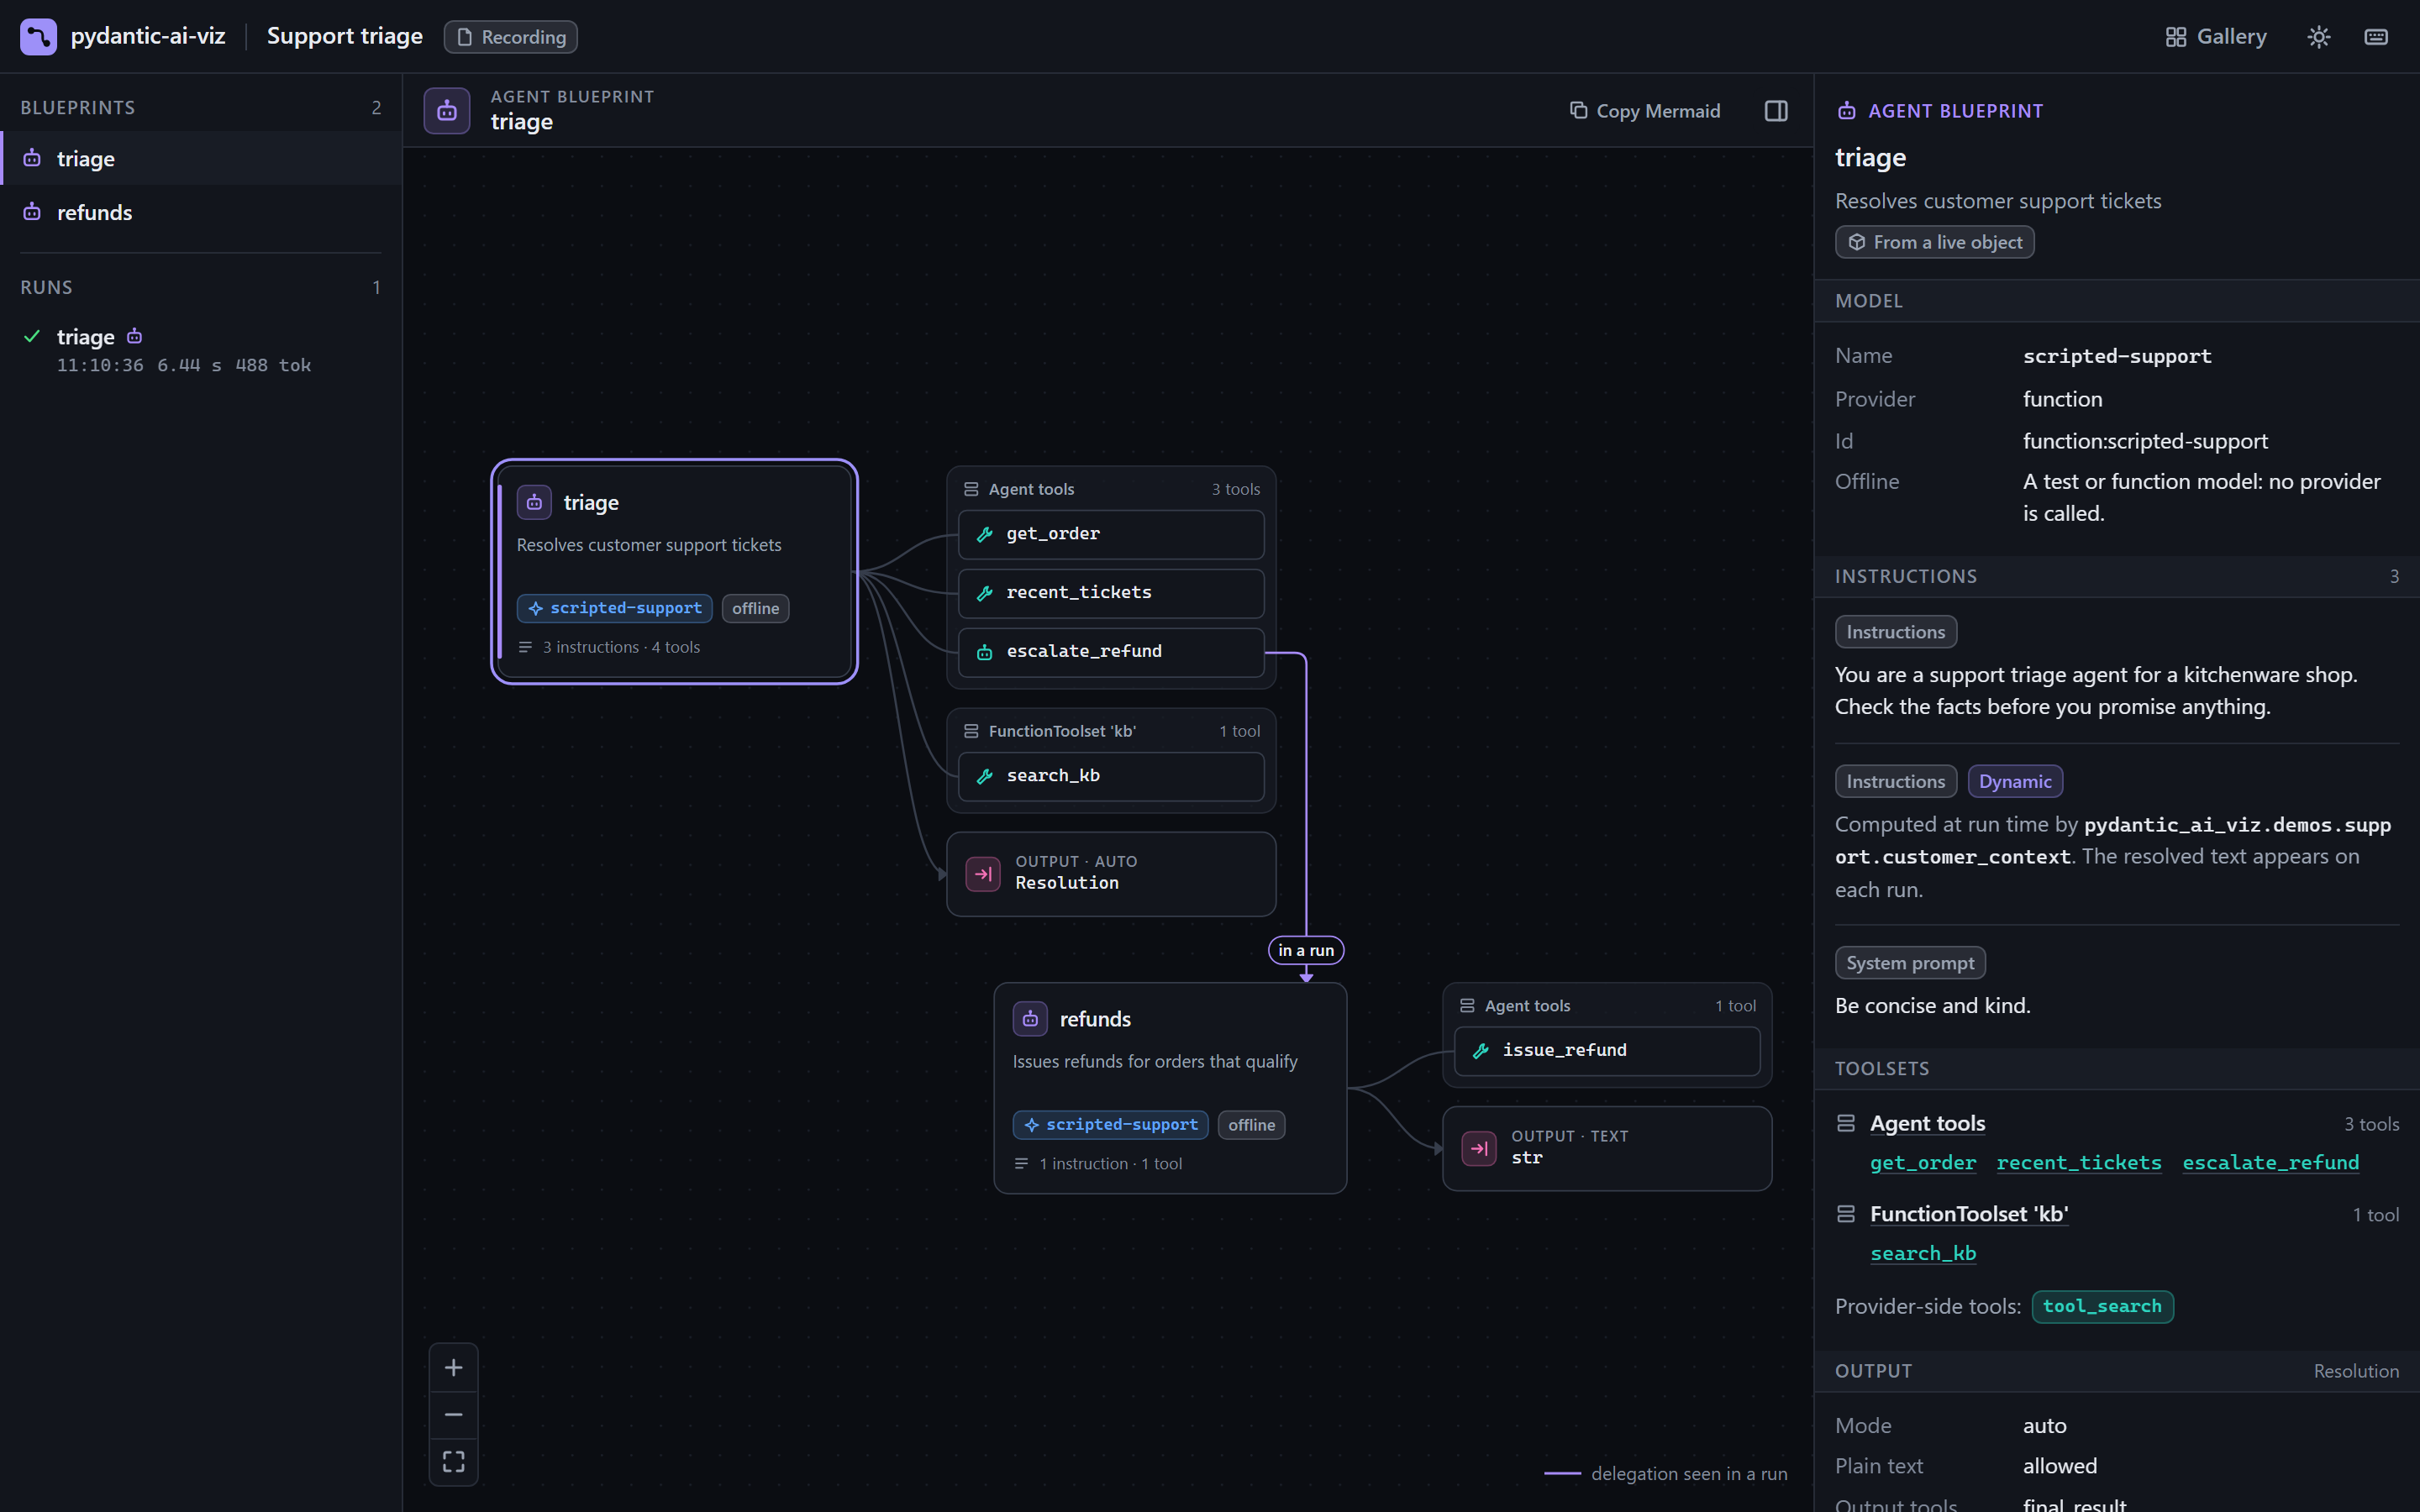 pydantic-ai-viz
Support triage
Recording
Gallery
BLUEPRINTS 2
triage
refunds
RUNS 1
triage
11:10:36 6.44 s 488 tok
AGENT BLUEPRINT
triage
Copy Mermaid
triage
Resolves customer support tickets
scripted-support offline
3 instructions · 4 tools
Agent tools 3 tools
get_order
recent_tickets
escalate_refund
FunctionToolset 'kb' 1 tool
search_kb
OUTPUT · AUTO
Resolution
in a run
refunds
Issues refunds for orders that qualify
scripted-support offline
1 instruction · 1 tool
Agent tools 1 tool
issue_refund
OUTPUT · TEXT
str
delegation seen in a run
AGENT BLUEPRINT
triage
Resolves customer support tickets
From a live object
MODEL
Name scripted-support
Provider function
Id function:scripted-support
Offline A test or function model: no provider
is called.
INSTRUCTIONS 3
Instructions
You are a support triage agent for a kitchenware shop.
Check the facts before you promise anything.
Instructions Dynamic
Computed at run time by pydantic_ai_viz.demos.supp
ort.customer_context. The resolved text appears on
each run.
System prompt
Be concise and kind.
TOOLSETS
Agent tools 3 tools
get_order recent_tickets escalate_refund
FunctionToolset 'kb' 1 tool
search_kb
Provider-side tools: tool_search
OUTPUT Resolution
Mode auto
Plain text allowed
Output tools final_result